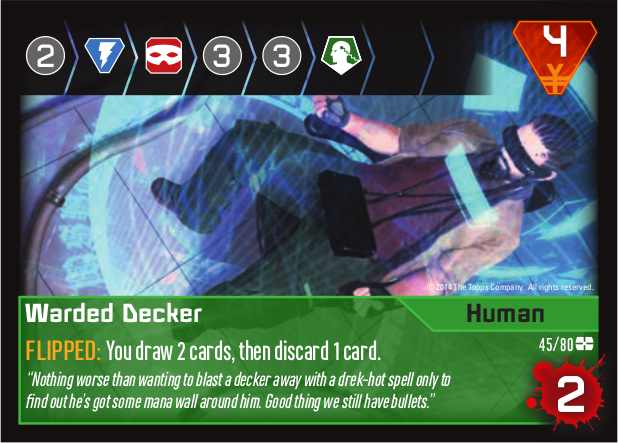 2 3 3 4
¥
© 2014 The Topps Company. All rights reserved.
Warded Decker Human
FLIPPED: You draw 2 cards, then discard 1 card.
45/80
"Nothing worse than wanting to blast a decker away with a drek-hot spell only to
find out he's got some mana wall around him. Good thing we still have bullets."
2